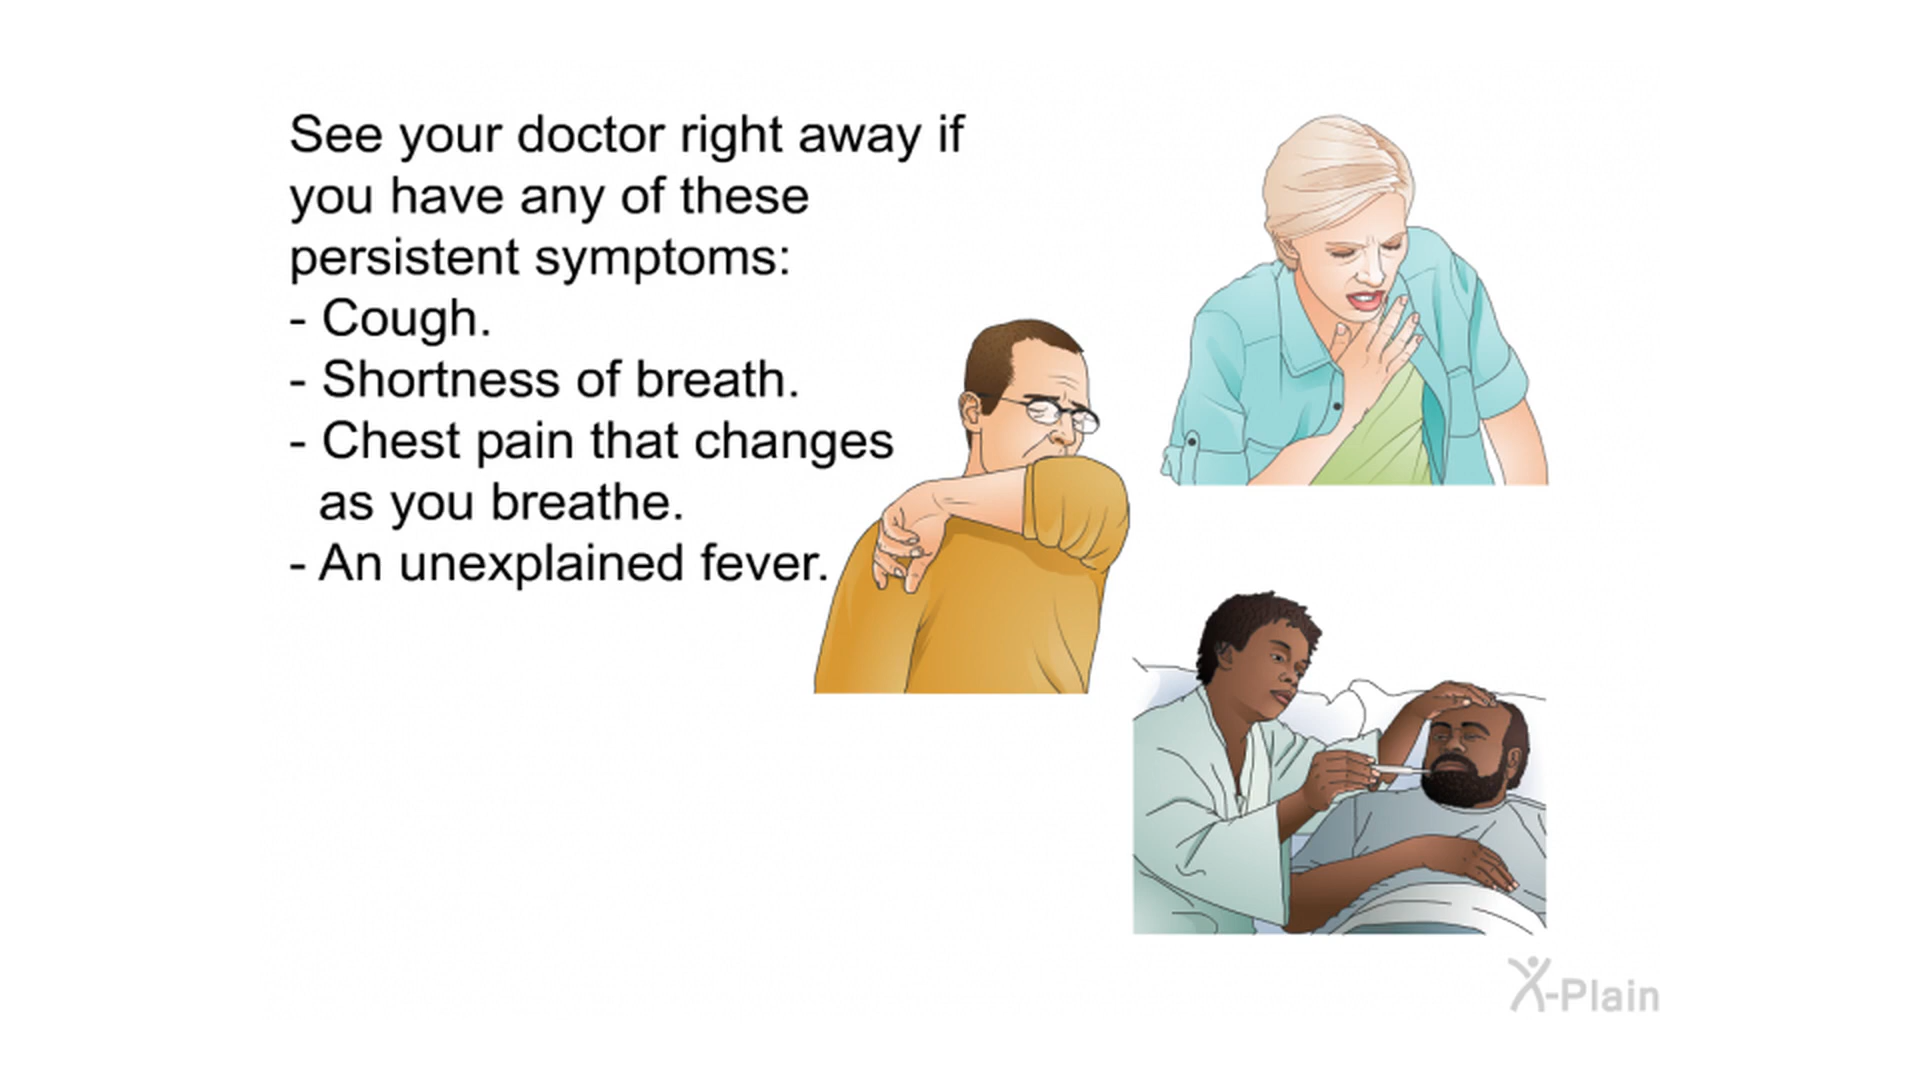 See your doctor right away if
you have any of these
persistent symptoms:
- Cough.
- Shortness of breath.
- Chest pain that changes
as you breathe.
- An unexplained fever.
X-Plain